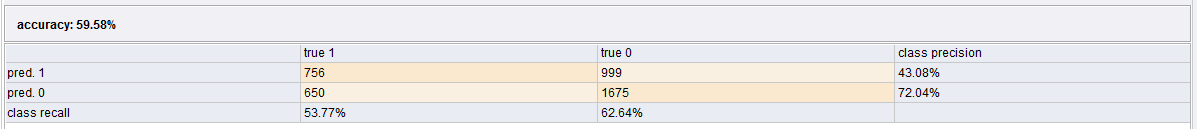 accuracy: 59.58%
true 1 true 0 class precision
pred. 1 756 999 43.08%
pred. 0 650 1675 72.04%
class recall 53.77% 62.64%